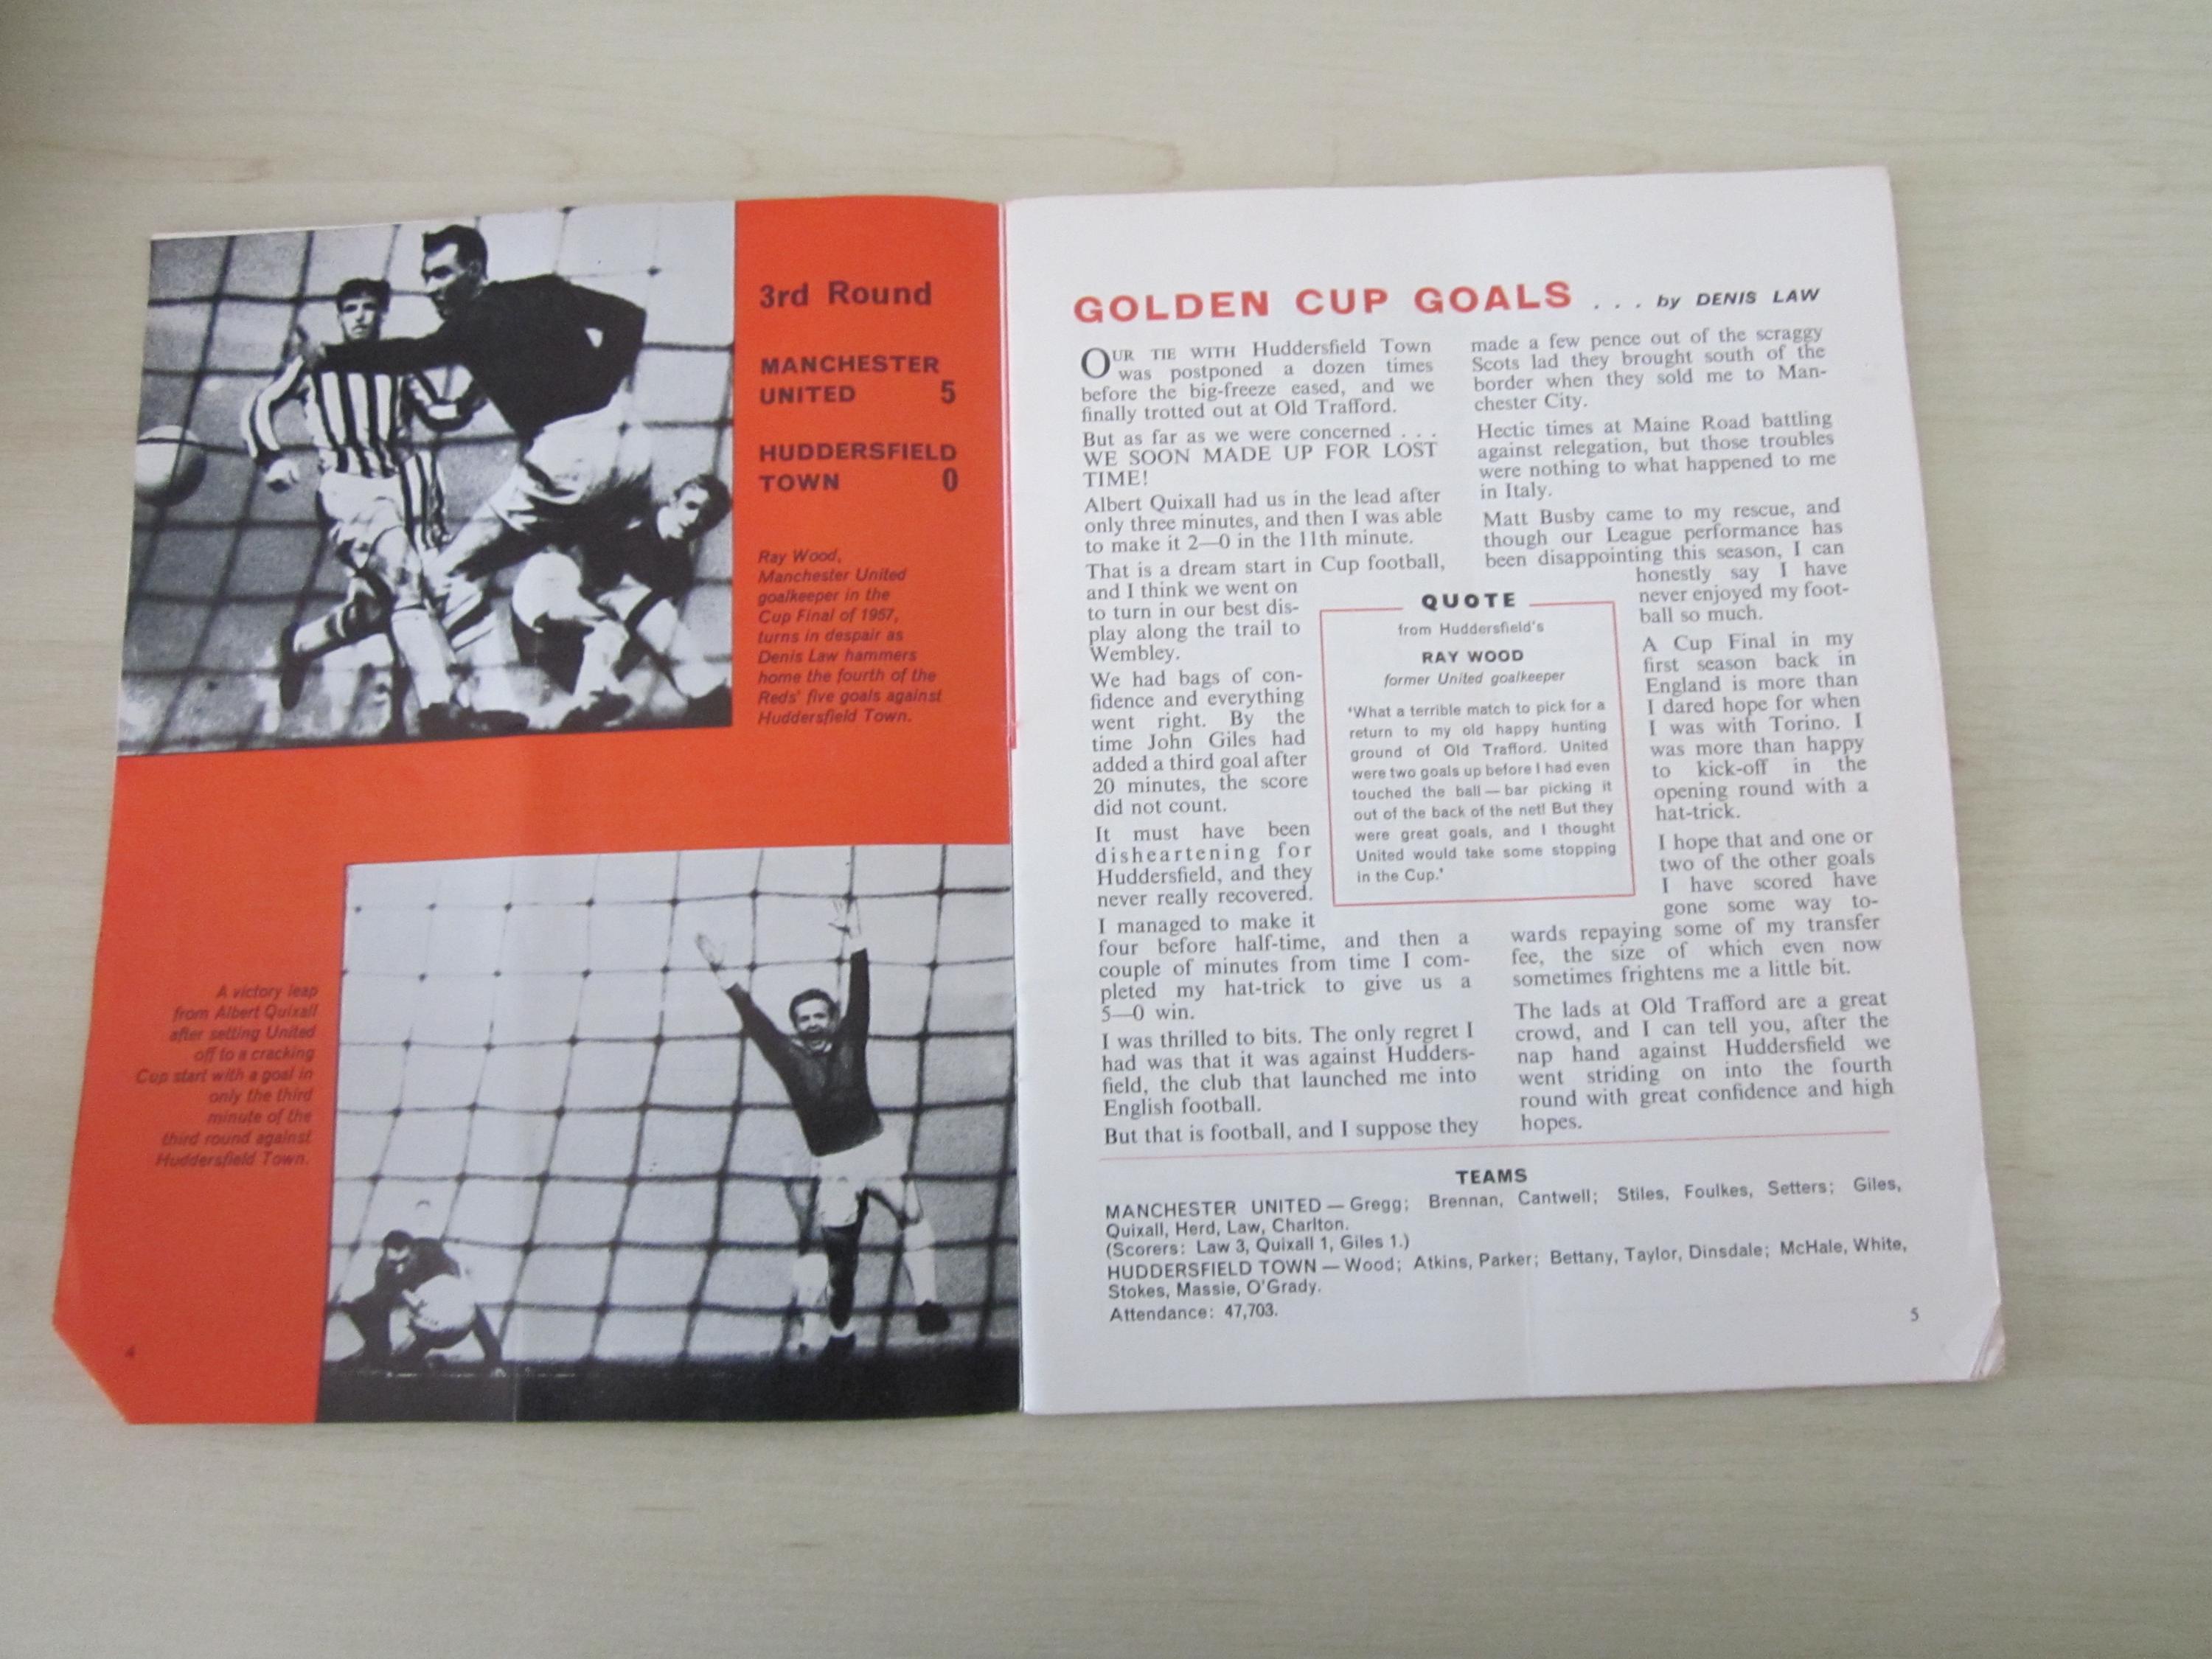 3rd Round
MANCHESTER
UNITED 5
HUDDERSFIELD
TOWN 0
Ray Wood,
Manchester United
goalkeeper in the
Cup Final of 1957,
turns in despair as
Denis Law hammers
home the fourth of the
Reds' five goals against
Huddersfield Town.
A victory leap
from Albert Quixall
after setting United
off to a cracking
Cup start with a goal in
only the third
minute of the
third round against
Huddersfield Town.
4
GOLDEN CUP GOALS . . . by DENIS LAW
OUR TIE WITH Huddersfield Town
was postponed a dozen times
before the big-freeze eased, and we
finally trotted out at Old Trafford.
But as far as we were concerned . . .
WE SOON MADE UP FOR LOST
TIME!
Albert Quixall had us in the lead after
only three minutes, and then I was able
to make it 2—0 in the 11th minute.
That is a dream start in Cup football,
and I think we went on
to turn in our best dis-
play along the trail to
Wembley.
We had bags of con-
fidence and everything
went right. By the
time John Giles had
added a third goal after
20 minutes, the score
did not count.
It must have been
disheartening for
Huddersfield, and they
never really recovered.
I managed to make it
four before half-time, and then a
couple of minutes from time I com-
pleted my hat-trick to give us a
5—0 win.
I was thrilled to bits. The only regret I
had was that it was against Hudders-
field, the club that launched me into
English football.
But that is football, and I suppose they
made a few pence out of the scraggy
Scots lad they brought south of the
border when they sold me to Man-
chester City.
Hectic times at Maine Road battling
against relegation, but those troubles
were nothing to what happened to me
in Italy.
Matt Busby came to my rescue, and
though our League performance has
been disappointing this season, I can
honestly say I have
never enjoyed my foot-
ball so much.
A Cup Final in my
first season back in
England is more than
I dared hope for when
I was with Torino. I
was more than happy
to kick-off in the
opening round with a
hat-trick.
I hope that and one or
two of the other goals
I have scored have
gone some way to-
wards repaying some of my transfer
fee, the size of which even now
sometimes frightens me a little bit.
The lads at Old Trafford are a great
crowd, and I can tell you, after the
nap hand against Huddersfield we
went striding on into the fourth
round with great confidence and high
hopes.
QUOTE
from Huddersfield's
RAY WOOD
former United goalkeeper
'What a terrible match to pick for a
return to my old happy hunting
ground of Old Trafford. United
were two goals up before I had even
touched the ball — bar picking it
out of the back of the net! But they
were great goals, and I thought
United would take some stopping
in the Cup.'
TEAMS
MANCHESTER UNITED — Gregg; Brennan, Cantwell; Stiles, Foulkes, Setters; Giles,
Quixall, Herd, Law, Charlton.
(Scorers: Law 3, Quixall 1, Giles 1.)
HUDDERSFIELD TOWN — Wood; Atkins, Parker; Bettany, Taylor, Dinsdale; McHale, White,
Stokes, Massie, O'Grady.
Attendance: 47,703.
5